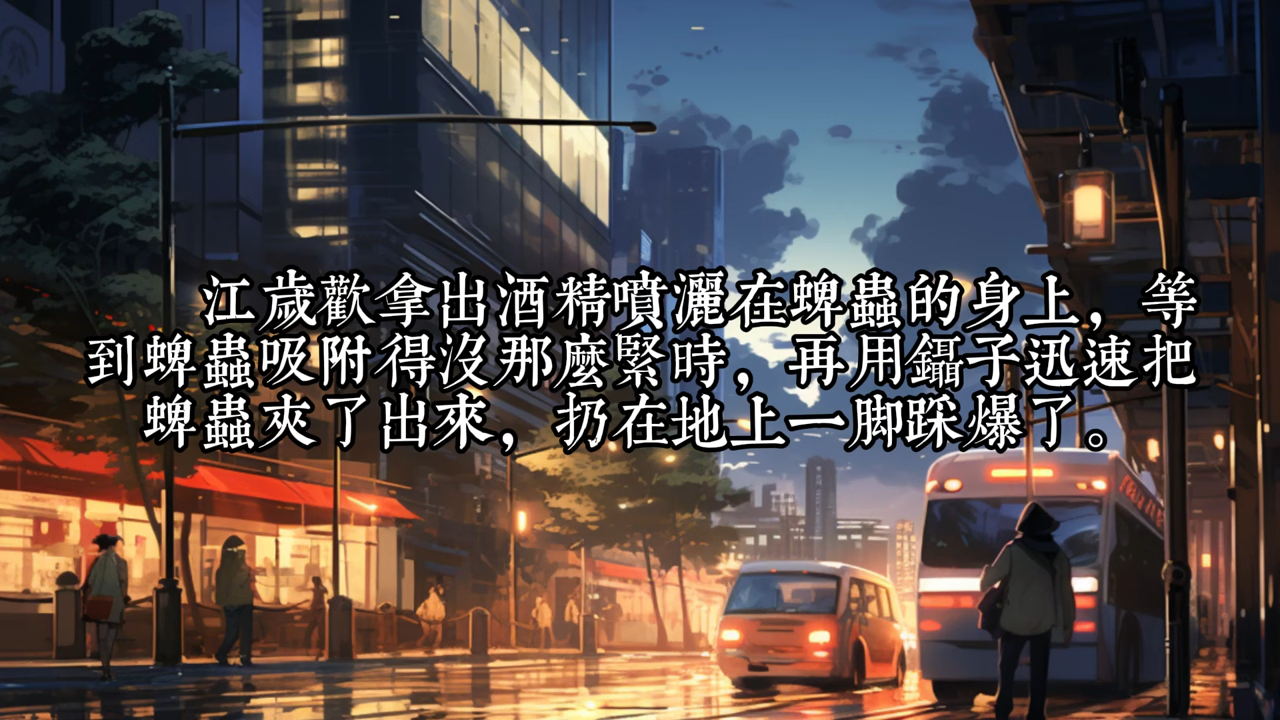 江歲歡拿出酒精噴灑在蜱蟲的身上，等
到蜱蟲吸附得沒那麼緊時，再用鑷子迅速把
蜱蟲夾了出來，扔在地上一腳踩爆了。